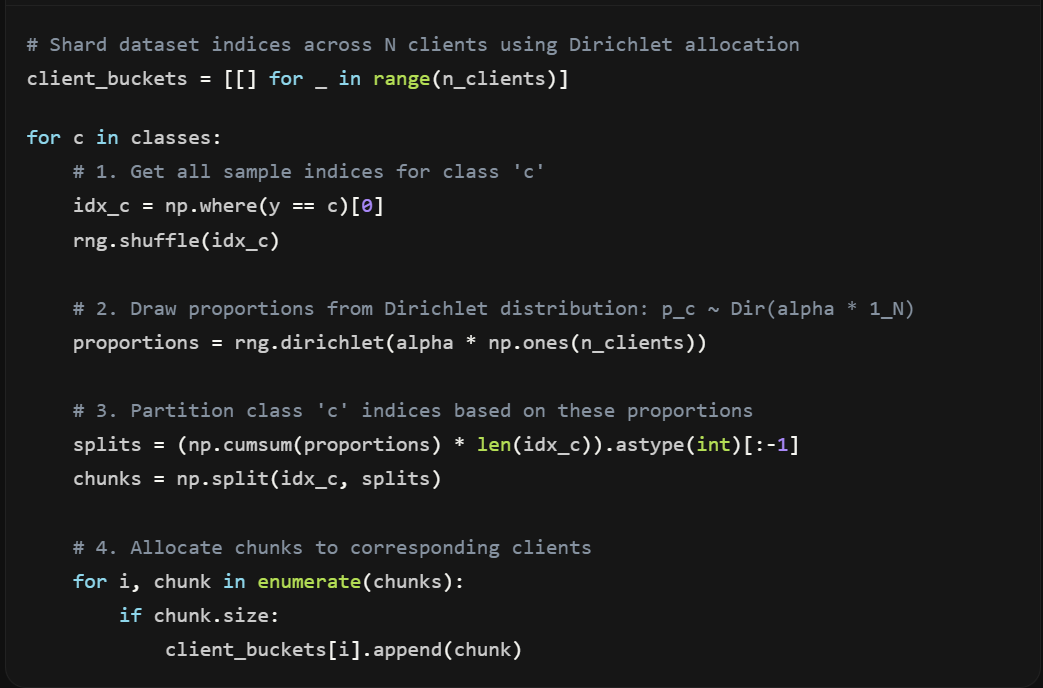 # Shard dataset indices across N clients using Dirichlet allocation
client_buckets = [[] for _ in range(n_clients)]
for c in classes:
# 1. Get all sample indices for class 'c'
idx_c = np.where(y == c)[0]
rng.shuffle(idx_c)
# 2. Draw proportions from Dirichlet distribution: p_c ~ Dir(alpha * 1_N)
proportions = rng.dirichlet(alpha * np.ones(n_clients))
# 3. Partition class 'c' indices based on these proportions
splits = (np.cumsum(proportions) * len(idx_c)).astype(int)[:-1]
chunks = np.split(idx_c, splits)
# 4. Allocate chunks to corresponding clients
for i, chunk in enumerate(chunks):
if chunk.size:
client_buckets[i].append(chunk)